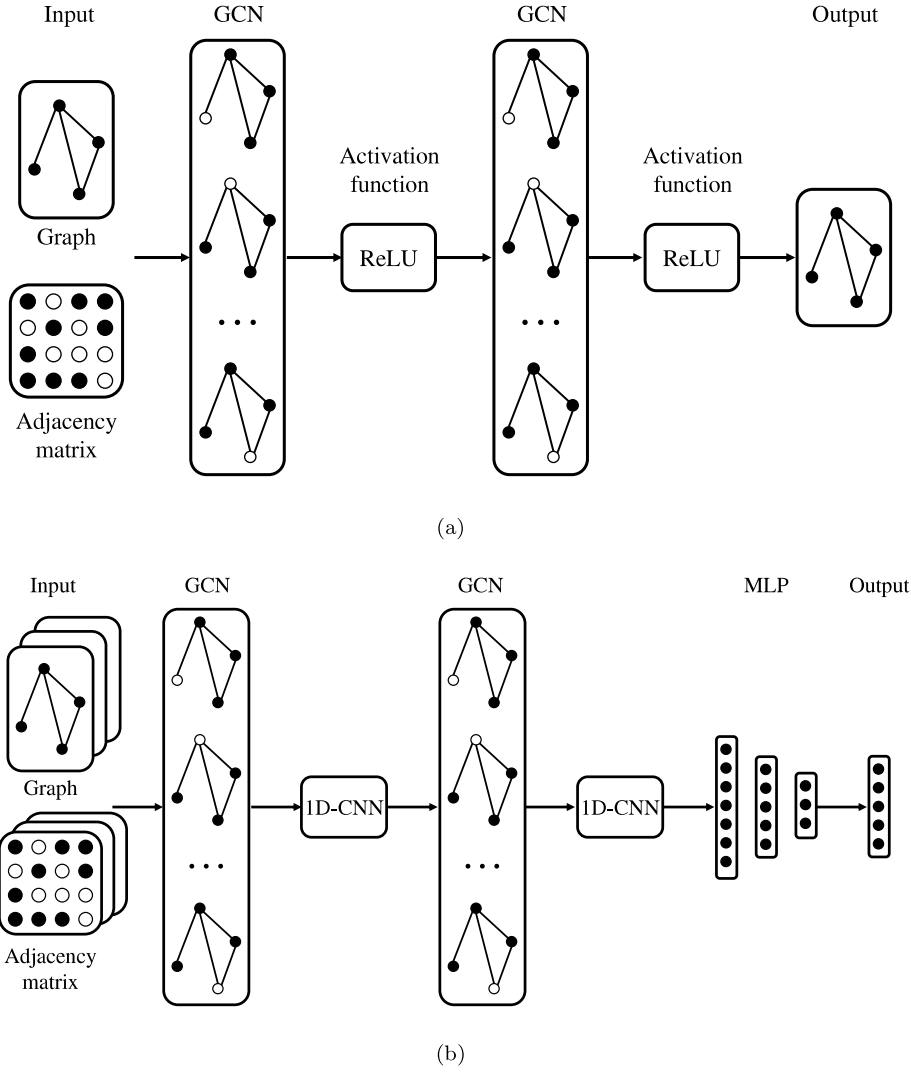 Input
GCN
GCN
Output
Activation
function
Activation
function
Graph
ReLU
ReLU
. . .
. . .
Adjacency
matrix
(a)
Input
GCN
GCN
MLP
Output
Graph
1D-CNN
1D-CNN
. . .
. . .
Adjacency
matrix
(b)